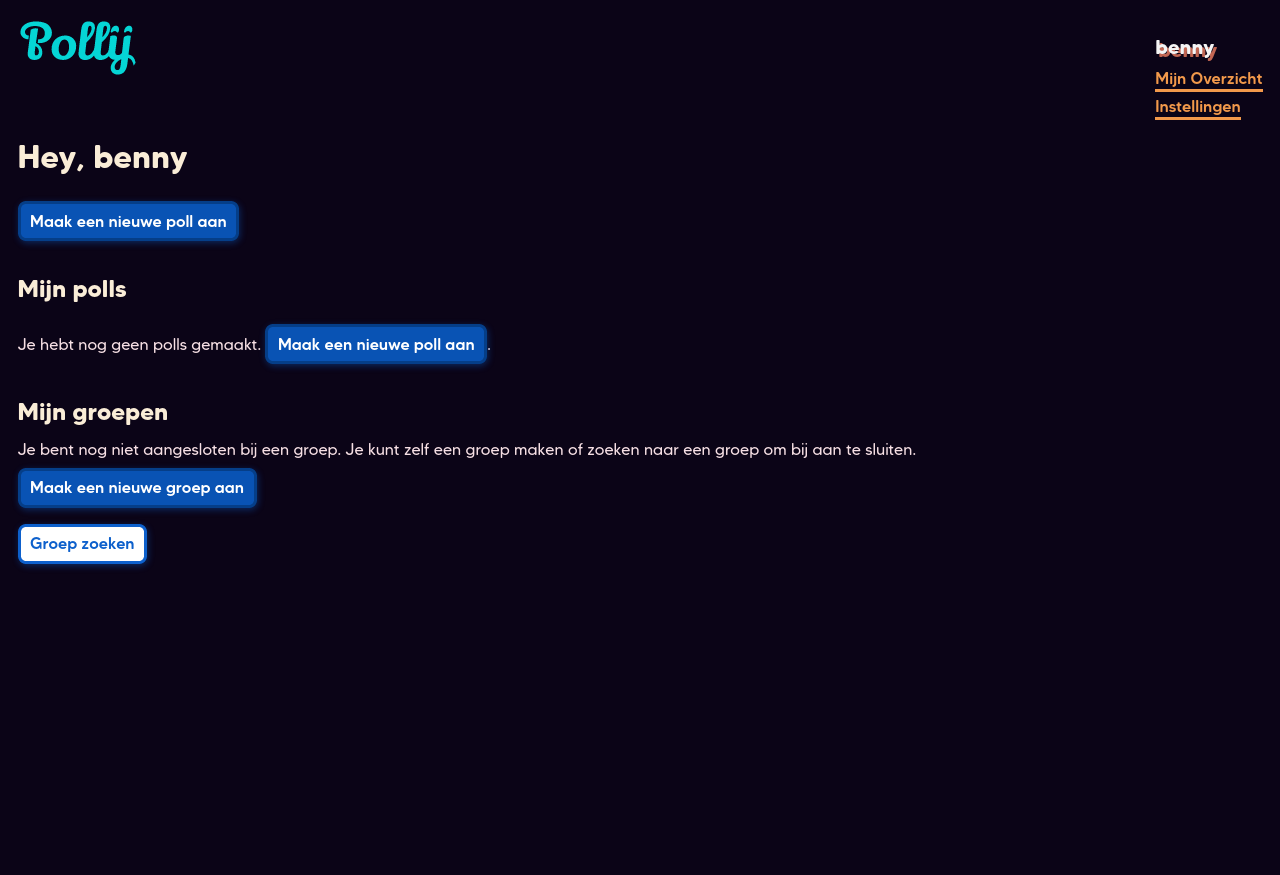 Pollij
benny
Mijn Overzicht
Instellingen
Hey, benny
Maak een nieuwe poll aan
Mijn polls
Je hebt nog geen polls gemaakt. Maak een nieuwe poll aan.
Mijn groepen
Je bent nog niet aangesloten bij een groep. Je kunt zelf een groep maken of zoeken naar een groep om bij aan te sluiten.
Maak een nieuwe groep aan
Groep zoeken